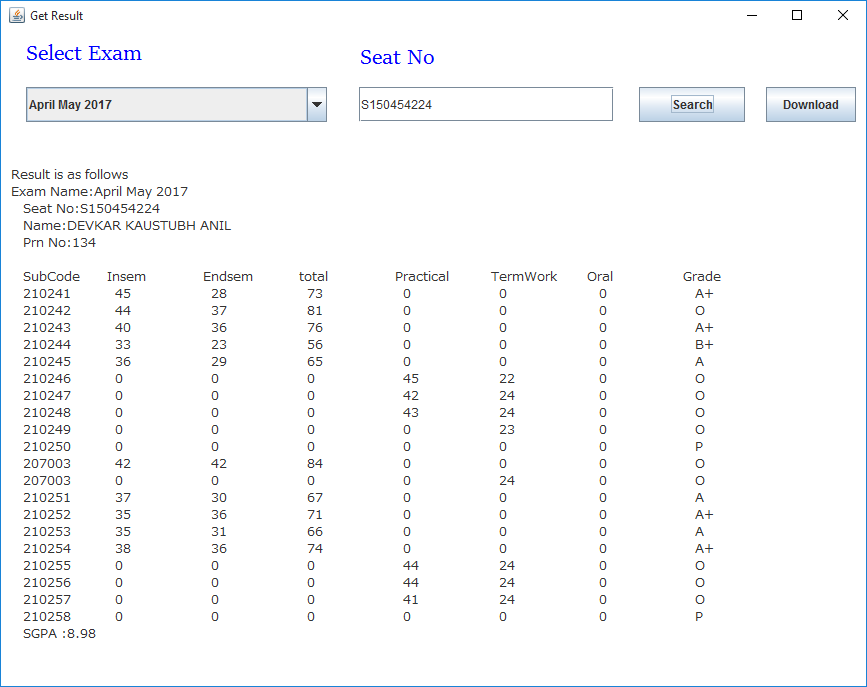 Get Result
Select Exam Seat No
April May 2017 S150454224 Search Download
Result is as follows
Exam Name:April May 2017
Seat No:S150454224
Name:DEVKAR KAUSTUBH ANIL
Prn No:134
SubCode Insem Endsem total Practical TermWork Oral Grade
210241 45 28 73 0 0 0 A+
210242 44 37 81 0 0 0 O
210243 40 36 76 0 0 0 A+
210244 33 23 56 0 0 0 B+
210245 36 29 65 0 0 0 A
210246 0 0 0 45 22 0 O
210247 0 0 0 42 24 0 O
210248 0 0 0 43 24 0 O
210249 0 0 0 0 23 0 O
210250 0 0 0 0 0 0 P
207003 42 42 84 0 0 0 O
207003 0 0 0 0 24 0 O
210251 37 30 67 0 0 0 A
210252 35 36 71 0 0 0 A+
210253 35 31 66 0 0 0 A
210254 38 36 74 0 0 0 A+
210255 0 0 0 44 24 0 O
210256 0 0 0 44 24 0 O
210257 0 0 0 41 24 0 O
210258 0 0 0 0 0 0 P
SGPA :8.98